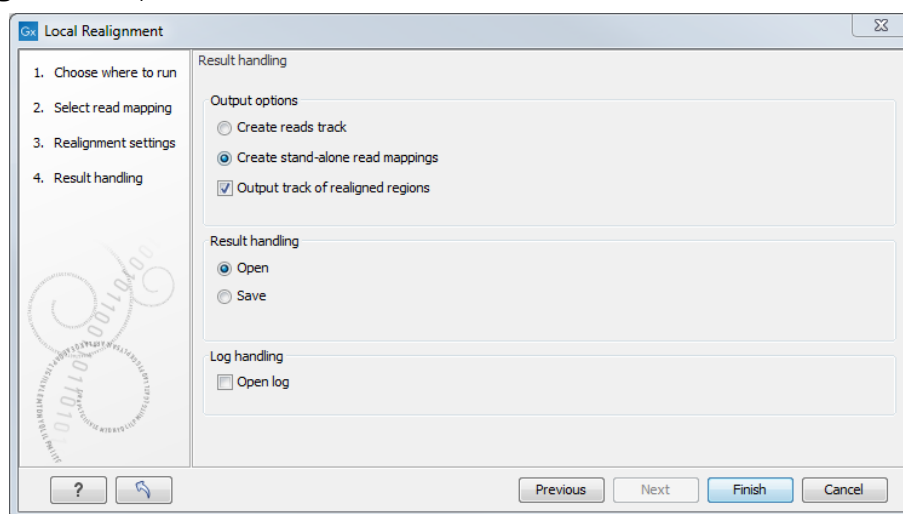 Gx Local Realignment
1. Choose where to run
2. Select read mapping
3. Realignment settings
4. Result handling
Result handling
Output options
Create reads track
Create stand-alone read mappings
Output track of realigned regions
Result handling
Open
Save
Log handling
Open log
? Previous Next Finish Cancel